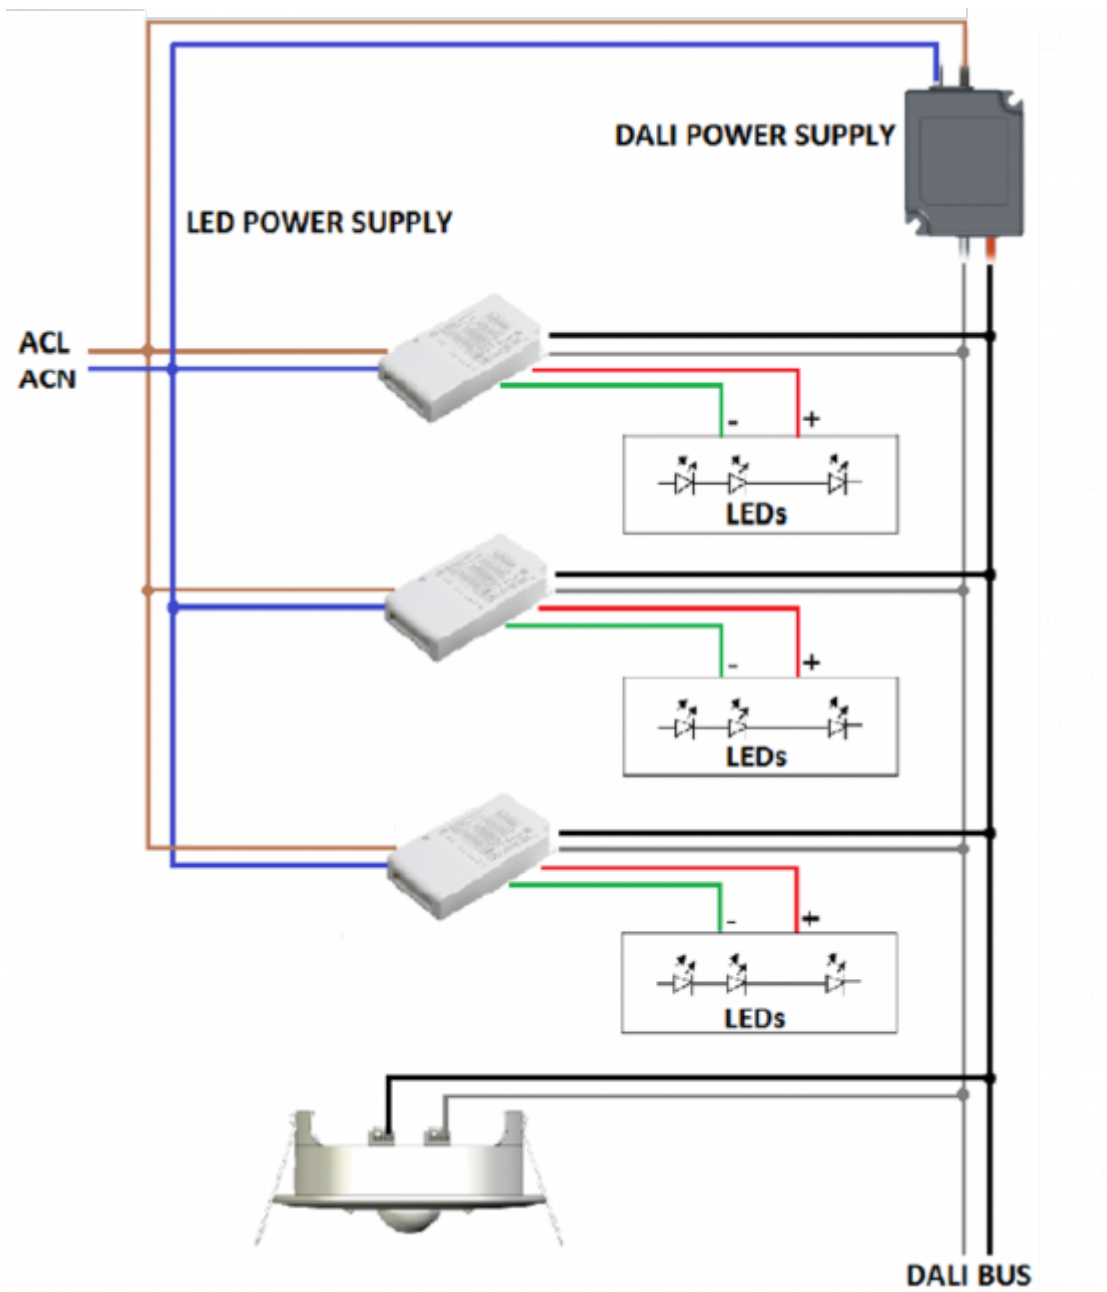 DALI POWER SUPPLY
LED POWER SUPPLY
ACL
ACN
- +
LEDs
- +
LEDs
- +
LEDs
DALI BUS